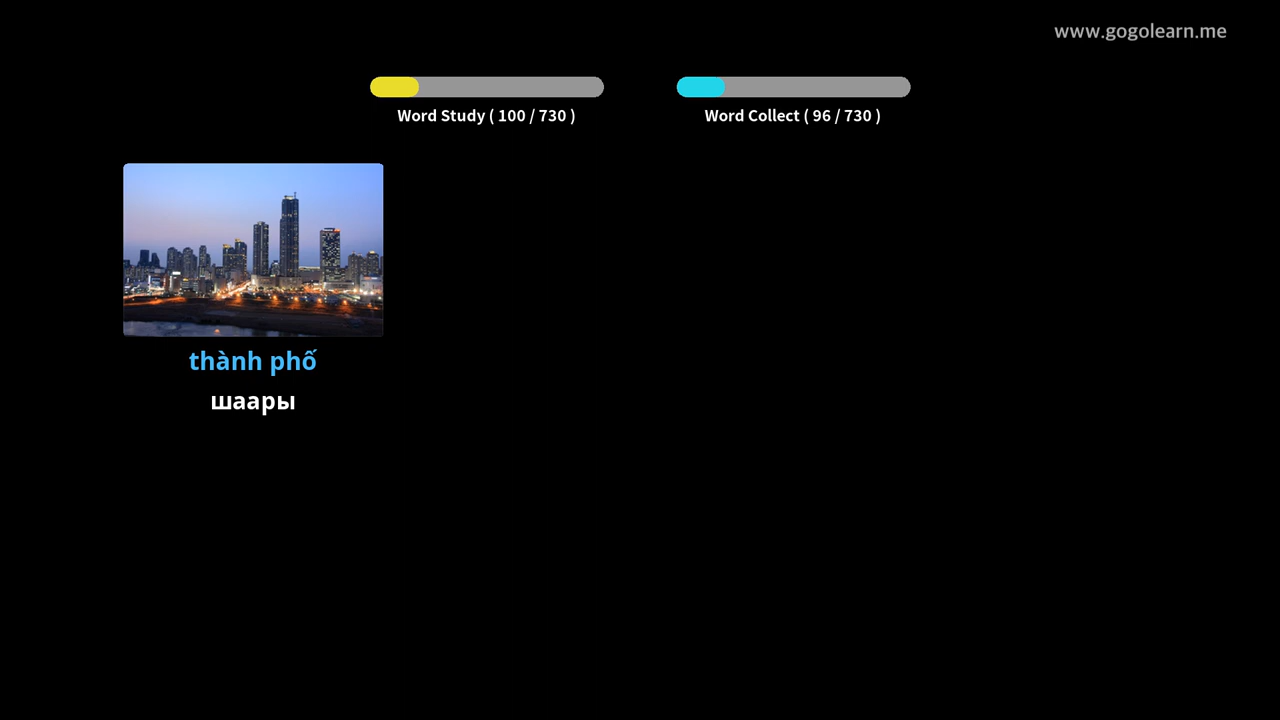 www.gogolearn.me
Word Study ( 100 / 730 )
Word Collect ( 96 / 730 )
thành phố
шаары